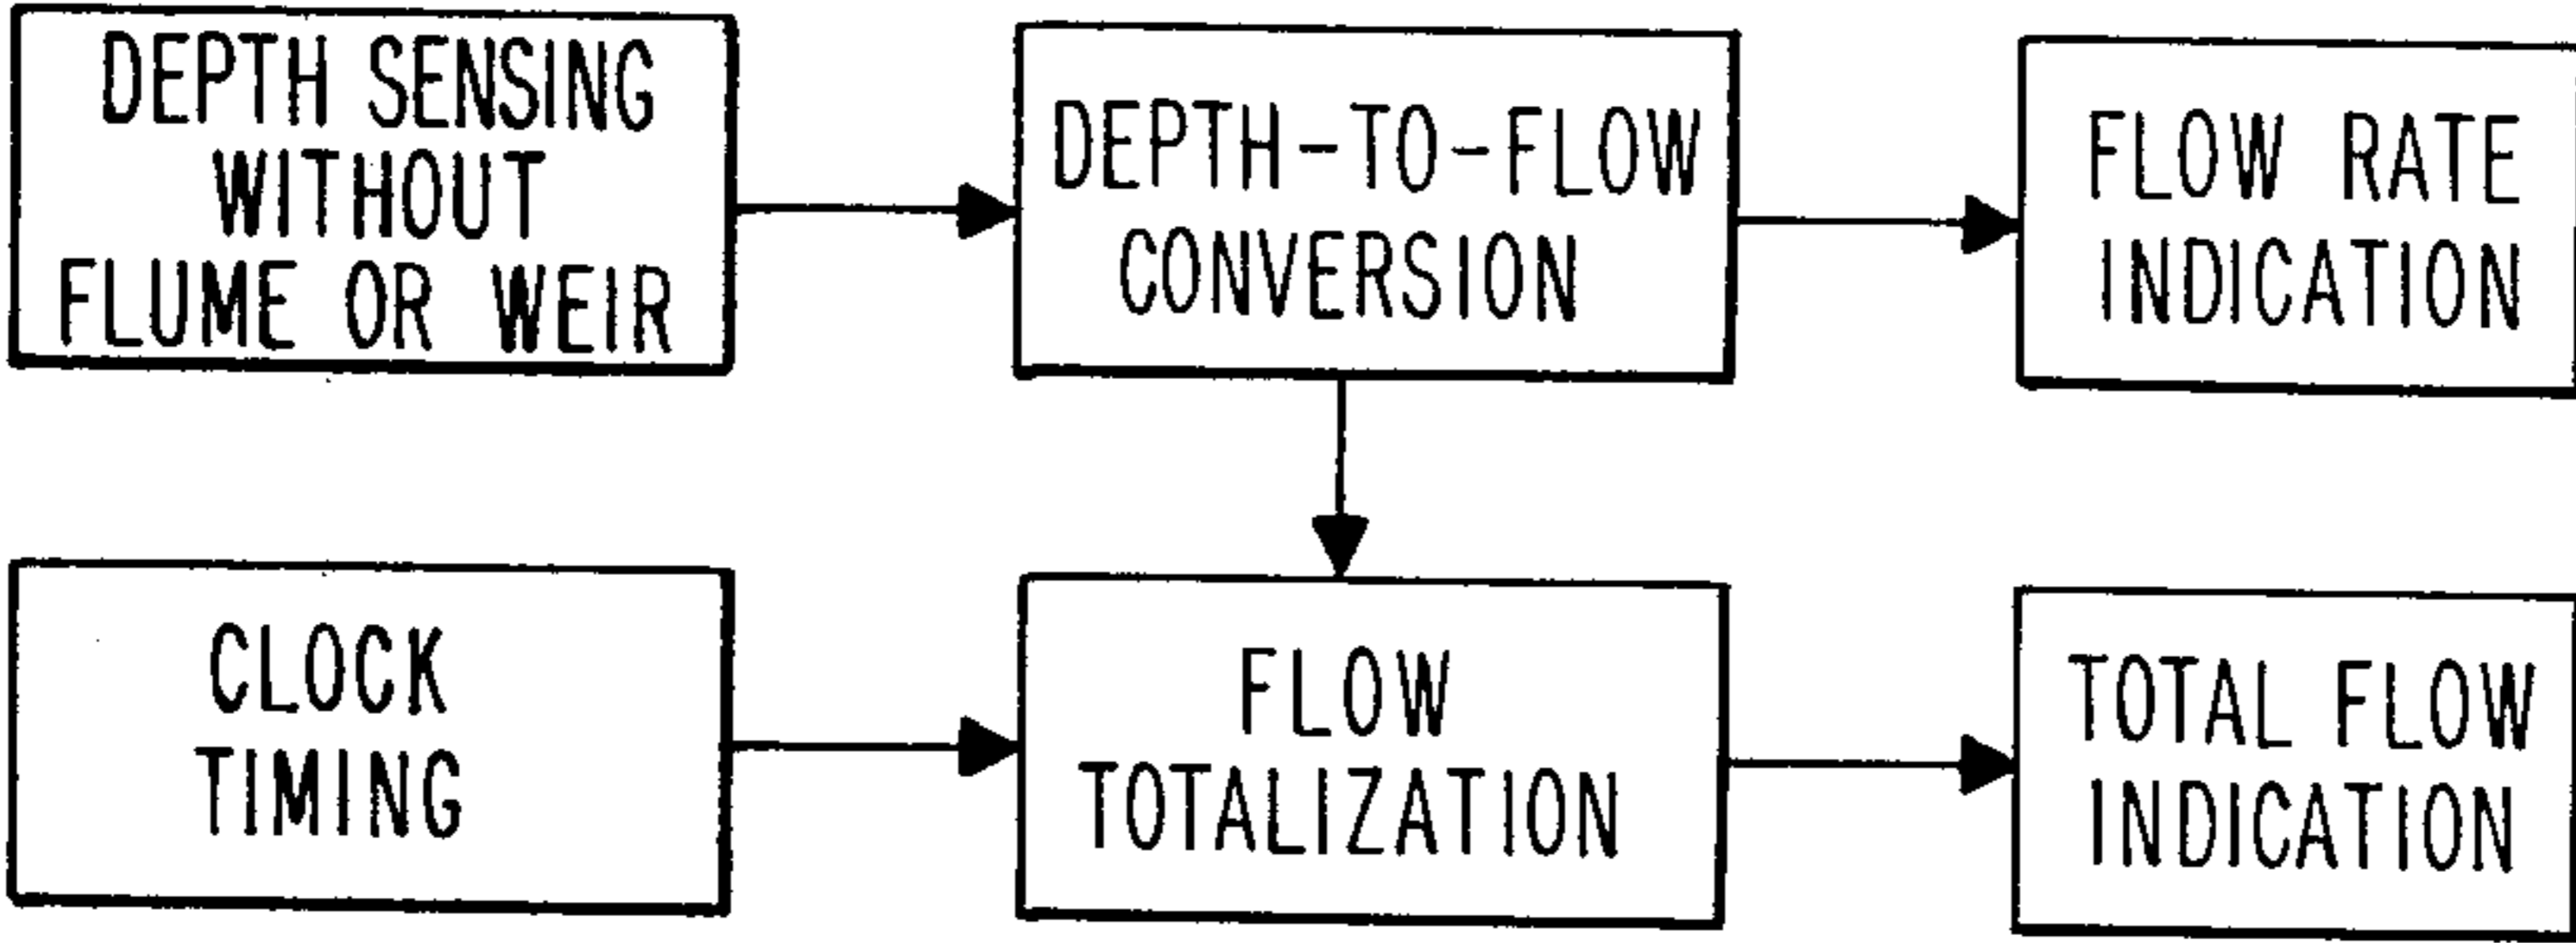 DEPTH SENSING
WITHOUT
FLUME OR WEIR
DEPTH-TO-FLOW
CONVERSION
FLOW RATE
INDICATION
CLOCK
TIMING
FLOW
TOTALIZATION
TOTAL FLOW
INDICATION